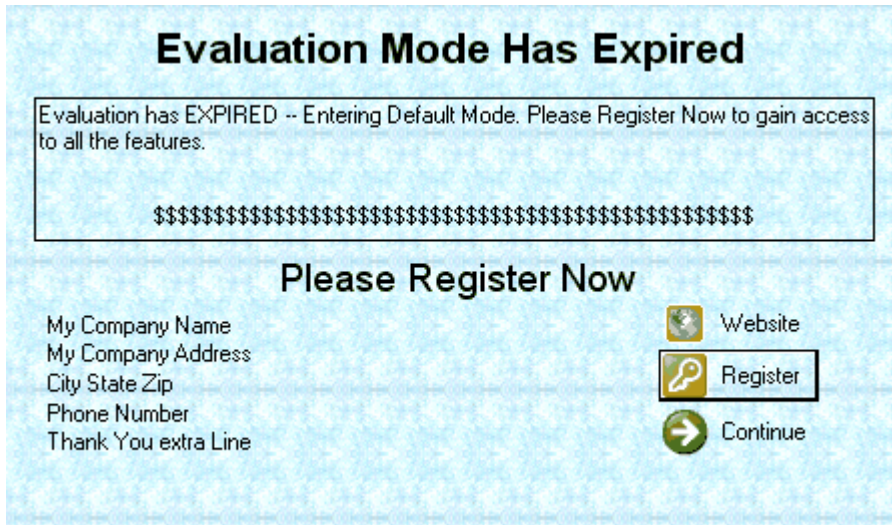 Evaluation Mode Has Expired
Evaluation has EXPIRED -- Entering Default Mode. Please Register Now to gain access
to all the features.
$$$$$$$$$$$$$$$$$$$$$$$$$$$$$$$$$$$$$$$$$$$$$$$$$$
Please Register Now
My Company Name
My Company Address
City State Zip
Phone Number
Thank You extra Line
Website
Register
Continue